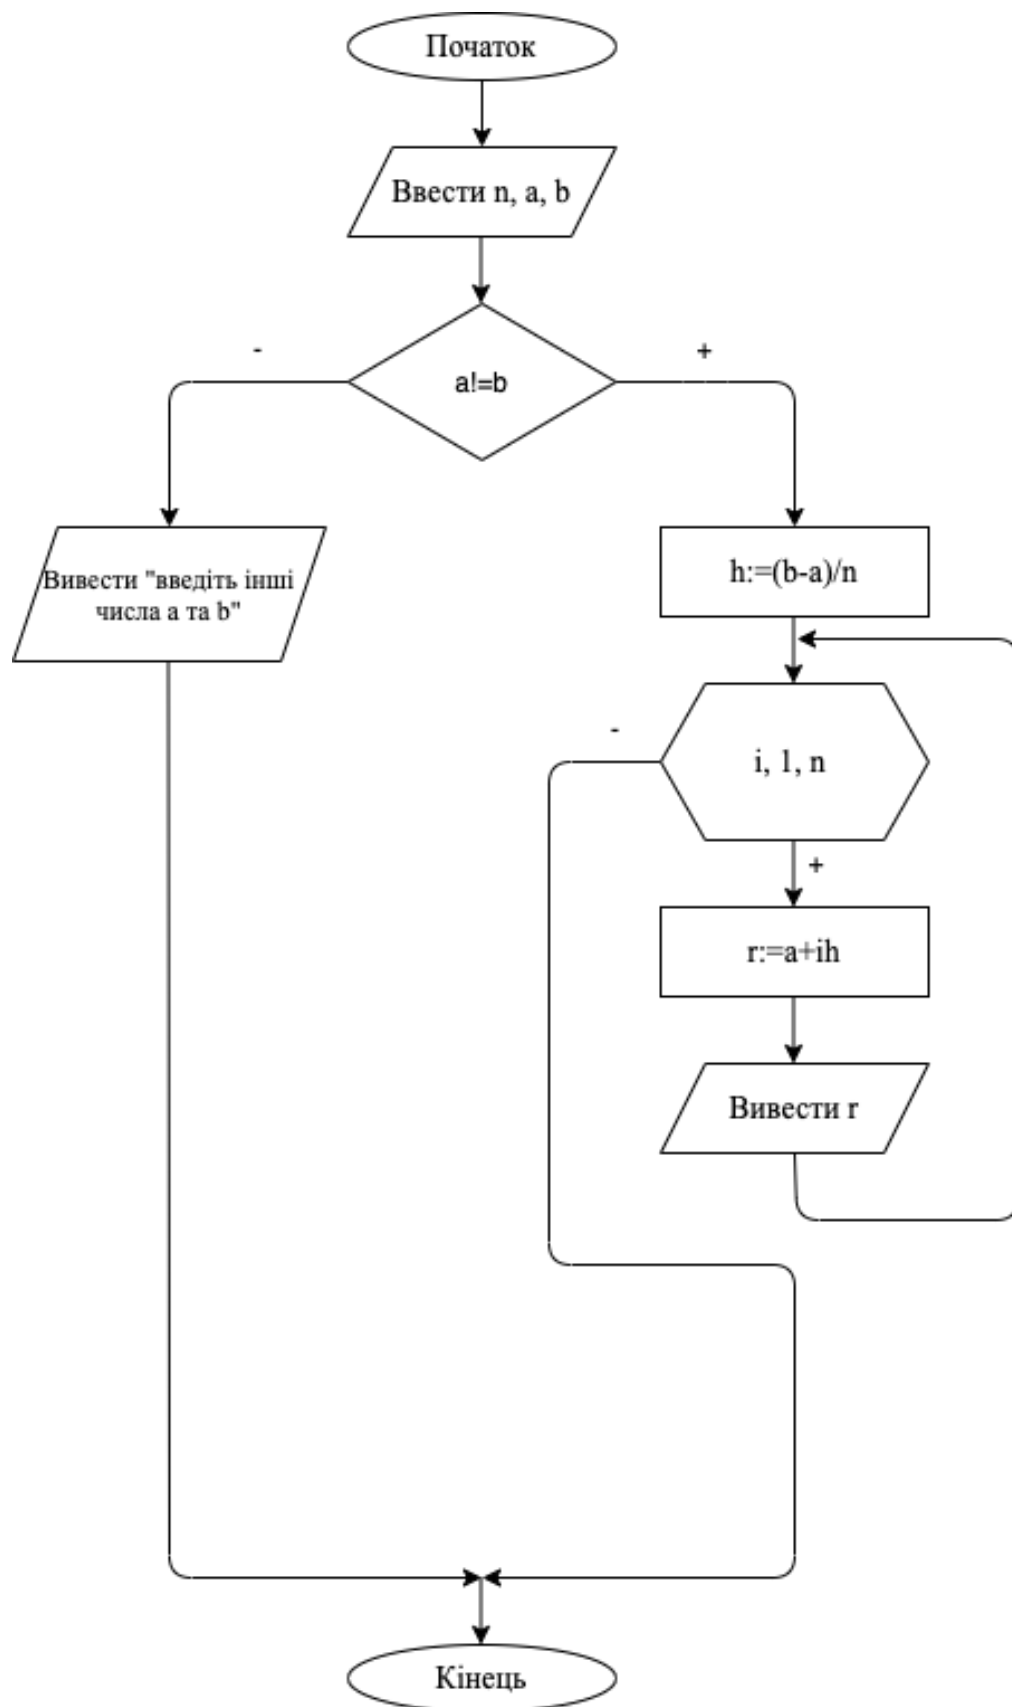 Початок
Ввести n, a, b
a!=b
-
+
Вивести "введіть інші
числа a та b"
h:=(b-a)/n
-
i, 1, n
+
r:=a+ih
Вивести r
Кінець